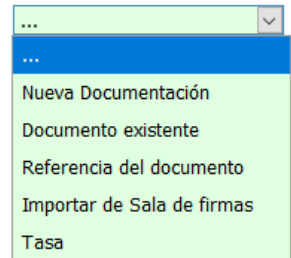 ...
...
Nueva Documentación
Documento existente
Referencia del documento
Importar de Sala de firmas
Tasa